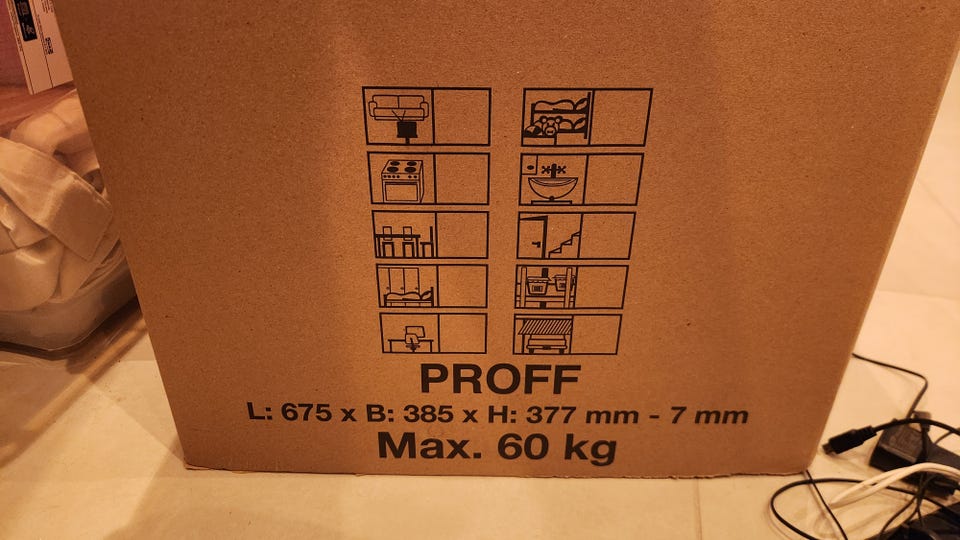 PROFF
L: 675 x B: 385 x H: 377 mm - 7 mm
Max. 60 kg